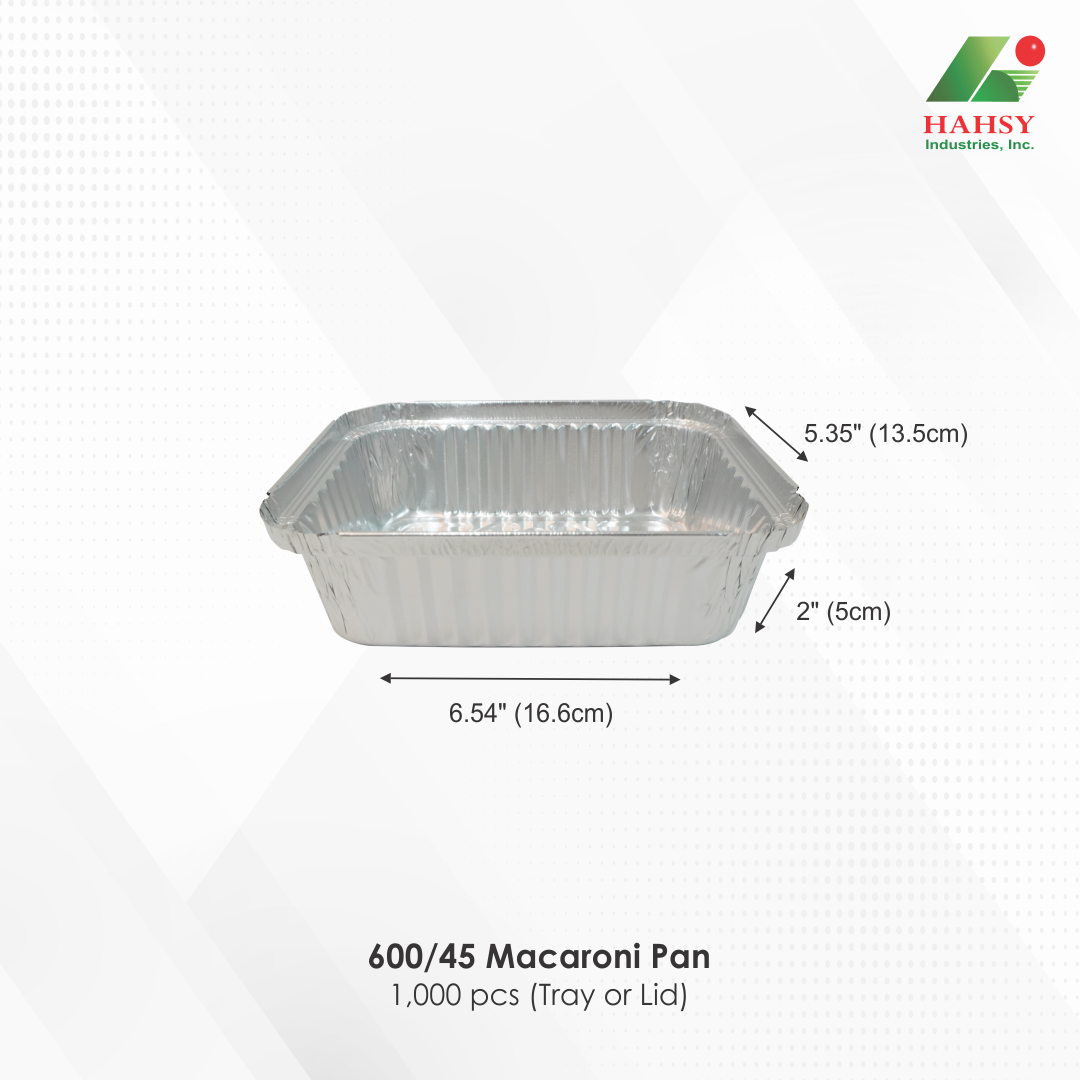 HAHSY
Industries, Inc.
5.35" (13.5cm)
2" (5cm)
6.54" (16.6cm)
600/45 Macaroni Pan
1,000 pcs (Tray or Lid)